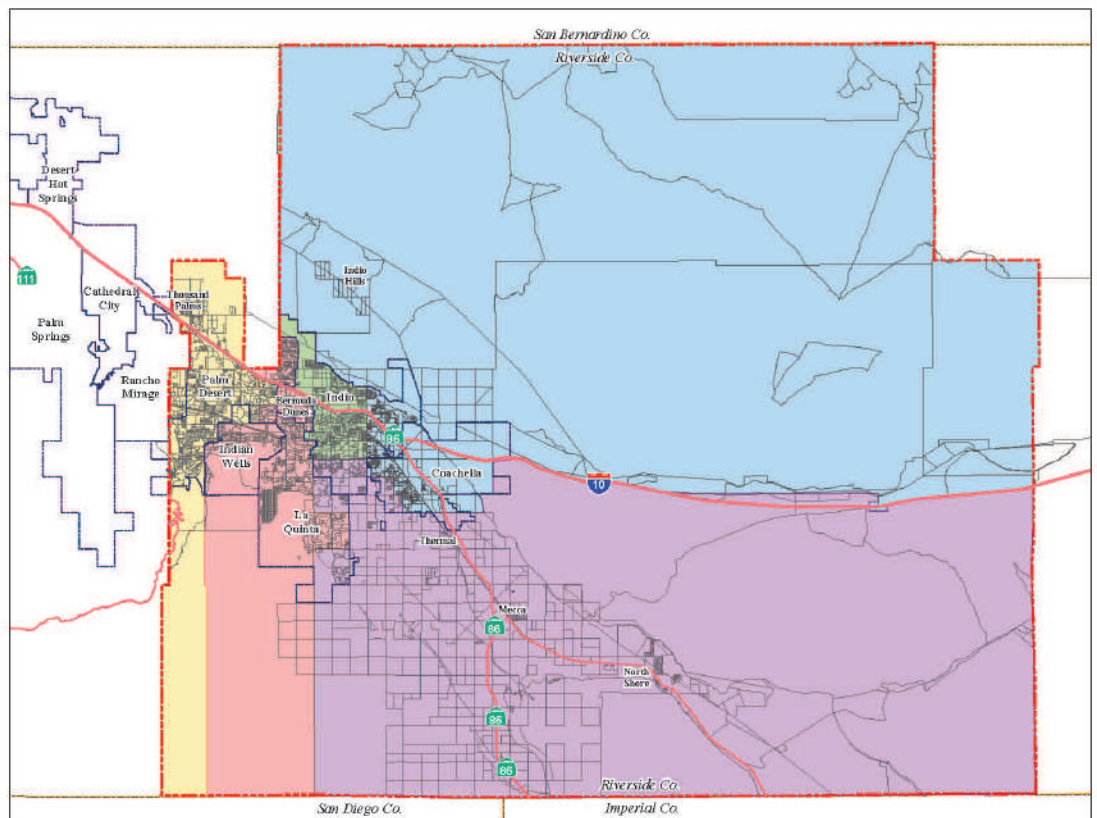 San Bernardino Co.
Riverside Co.
Desert
Hot
Springs
111
Cathedral
City
Thousand
Palms
Indio
Hills
Palm
Springs
Rancho
Mirage
Palm
Desert
Bermuda
Dunes
Indio
86
Indian
Wells
Coachella
10
La
Quinta
Thermal
Mecca
86
North
Shore
86
86
Riverside Co.
San Diego Co.
Imperial Co.